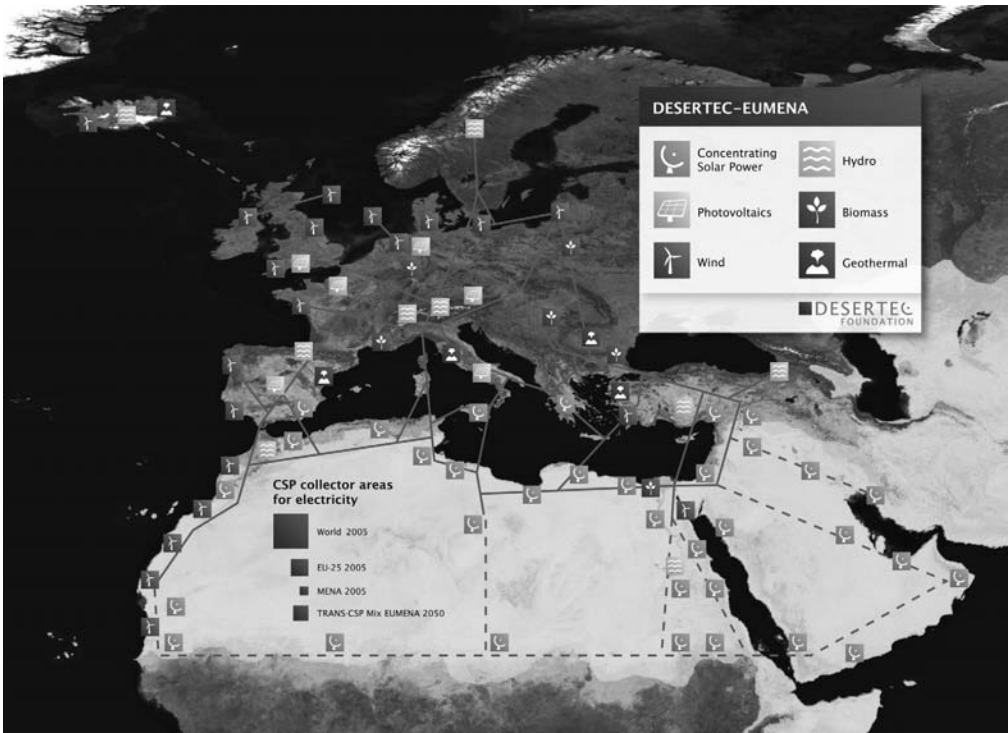 DESERTEC–EUMENA
Concentrating
Solar Power
Hydro
Photovoltaics
Biomass
Wind
Geothermal
DESERTEC
FOUNDATION
CSP collector areas
for electricity
World 2005
EU-25 2005
MENA 2005
TRANS-CSP Mix EUMENA 2050